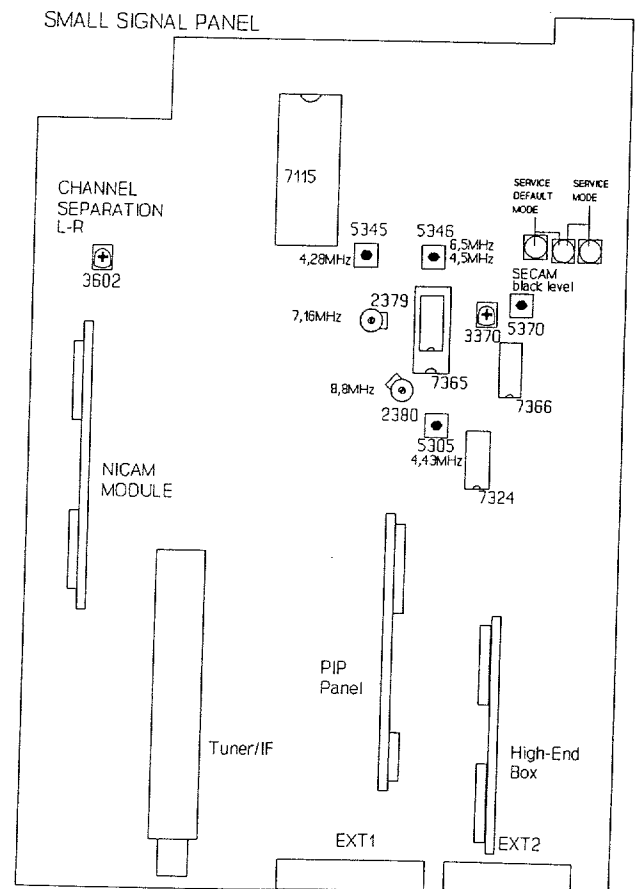 SMALL SIGNAL PANEL
7115
SERVICE
DEFAULT
MODE
SERVICE
MODE
CHANNEL
SEPARATION
L-R
3602
5345
4,28MHz
5346
6,5MHz
4,5MHz
SECAM
black level
5370
2379
7,16MHz
3370
7365
7366
8,8MHz
2380
5305
4,43MHz
7324
NICAM
MODULE
PIP
Panel
Tuner/IF
High-End
Box
EXT1
EXT2